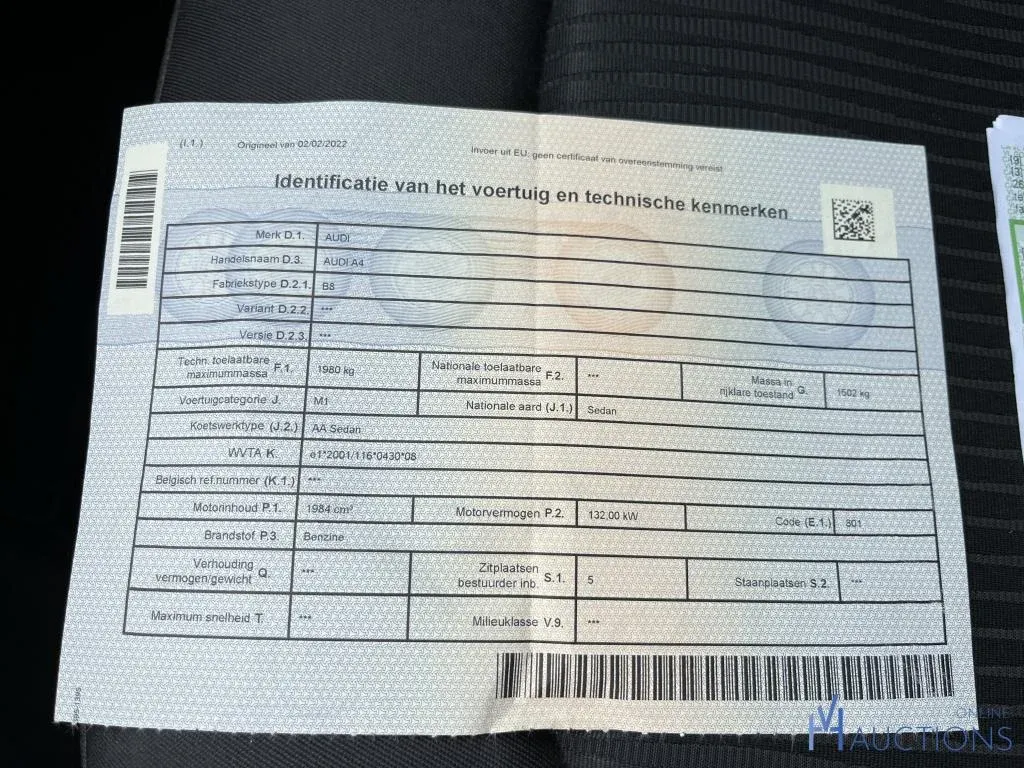 (I.1.) Origineel van 02/02/2022 Invoer uit EU: geen certificaat van overeenstemming vereist
Identificatie van het voertuig en technische kenmerken
Merk D.1. AUDI
Handelsnaam D.3. AUDI A4
Fabriekstype D.2.1. B8
Variant D.2.2. ***
Versie D.2.3. ***
Techn. toelaatbare maximummassa F.1. 1980 kg Nationale toelaatbare maximummassa F.2. *** Massa in rijklare toestand G. 1502 kg
Voertuigcategorie J. M1 Nationale aard (J.1.) Sedan
Koetswerktype (J.2.) AA Sedan
WVTA K. e1*2001/116*0430*08
Belgisch ref.nummer (K.1.) ***
Motorinhoud P.1. 1984 cm³ Motorvermogen P.2. 132,00 kW Code (E.1.) 801
Brandstof P.3. Benzine
Verhouding vermogen/gewicht Q. *** Zitplaatsen bestuurder inb. S.1. 5 Staanplaatsen S.2. ***
Maximum snelheid T. *** Milieuklasse V.9. ***
ONLINE
AUCTIONS